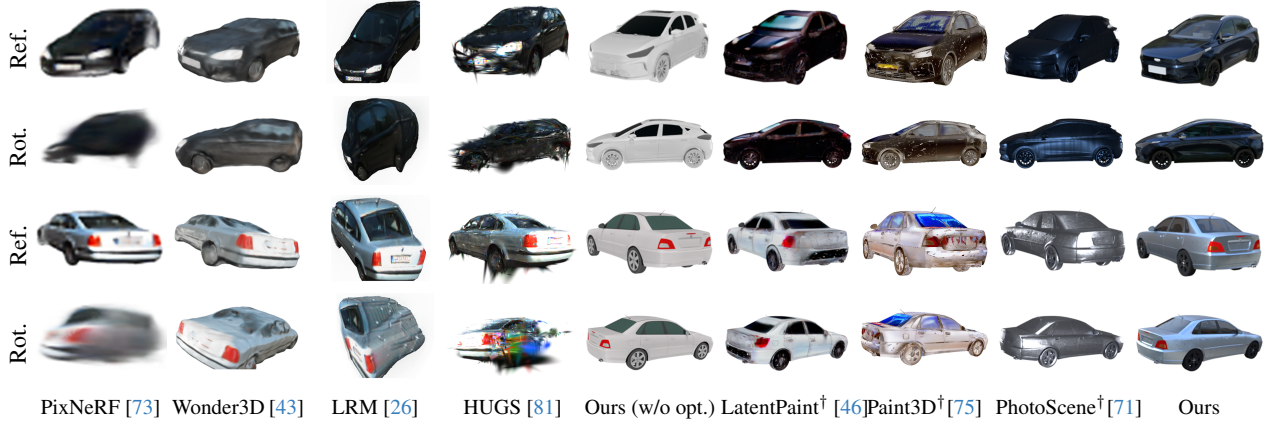 Ref.
Rot.
Ref.
Rot.
PixNeRF [73] Wonder3D [43] LRM [26] HUGS [81] Ours (w/o opt.) LatentPaint† [46] Paint3D† [75] PhotoScene† [71] Ours